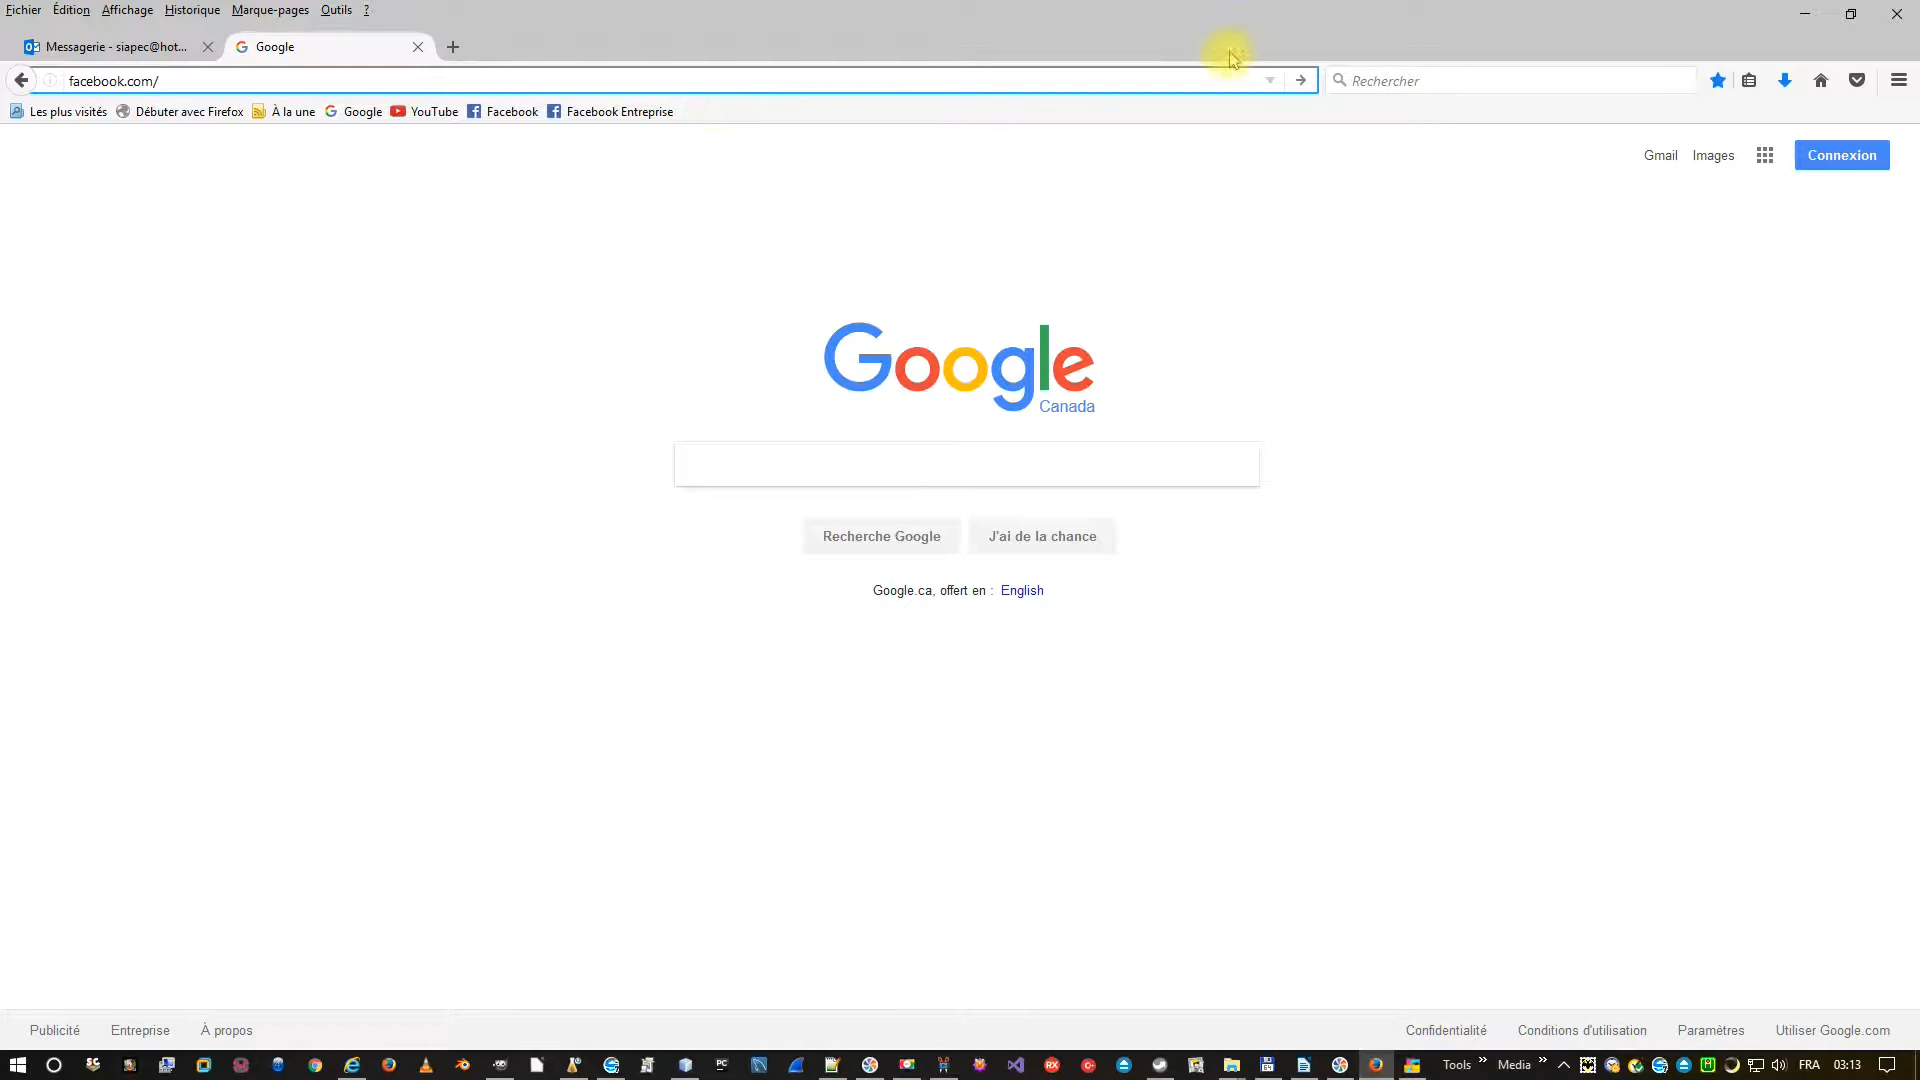 Fichier Édition Affichage Historique Marque-pages Outils ?
Messagerie - siapec@hot... Google
facebook.com/ Rechercher
Les plus visités Débuter avec Firefox À la une Google YouTube Facebook Facebook Entreprise
Gmail Images Connexion
Google
Canada
Recherche Google J'ai de la chance
Google.ca, offert en : English
Publicité Entreprise À propos Confidentialité Conditions d'utilisation Paramètres Utiliser Google.com
Tools Media FRA 03:13